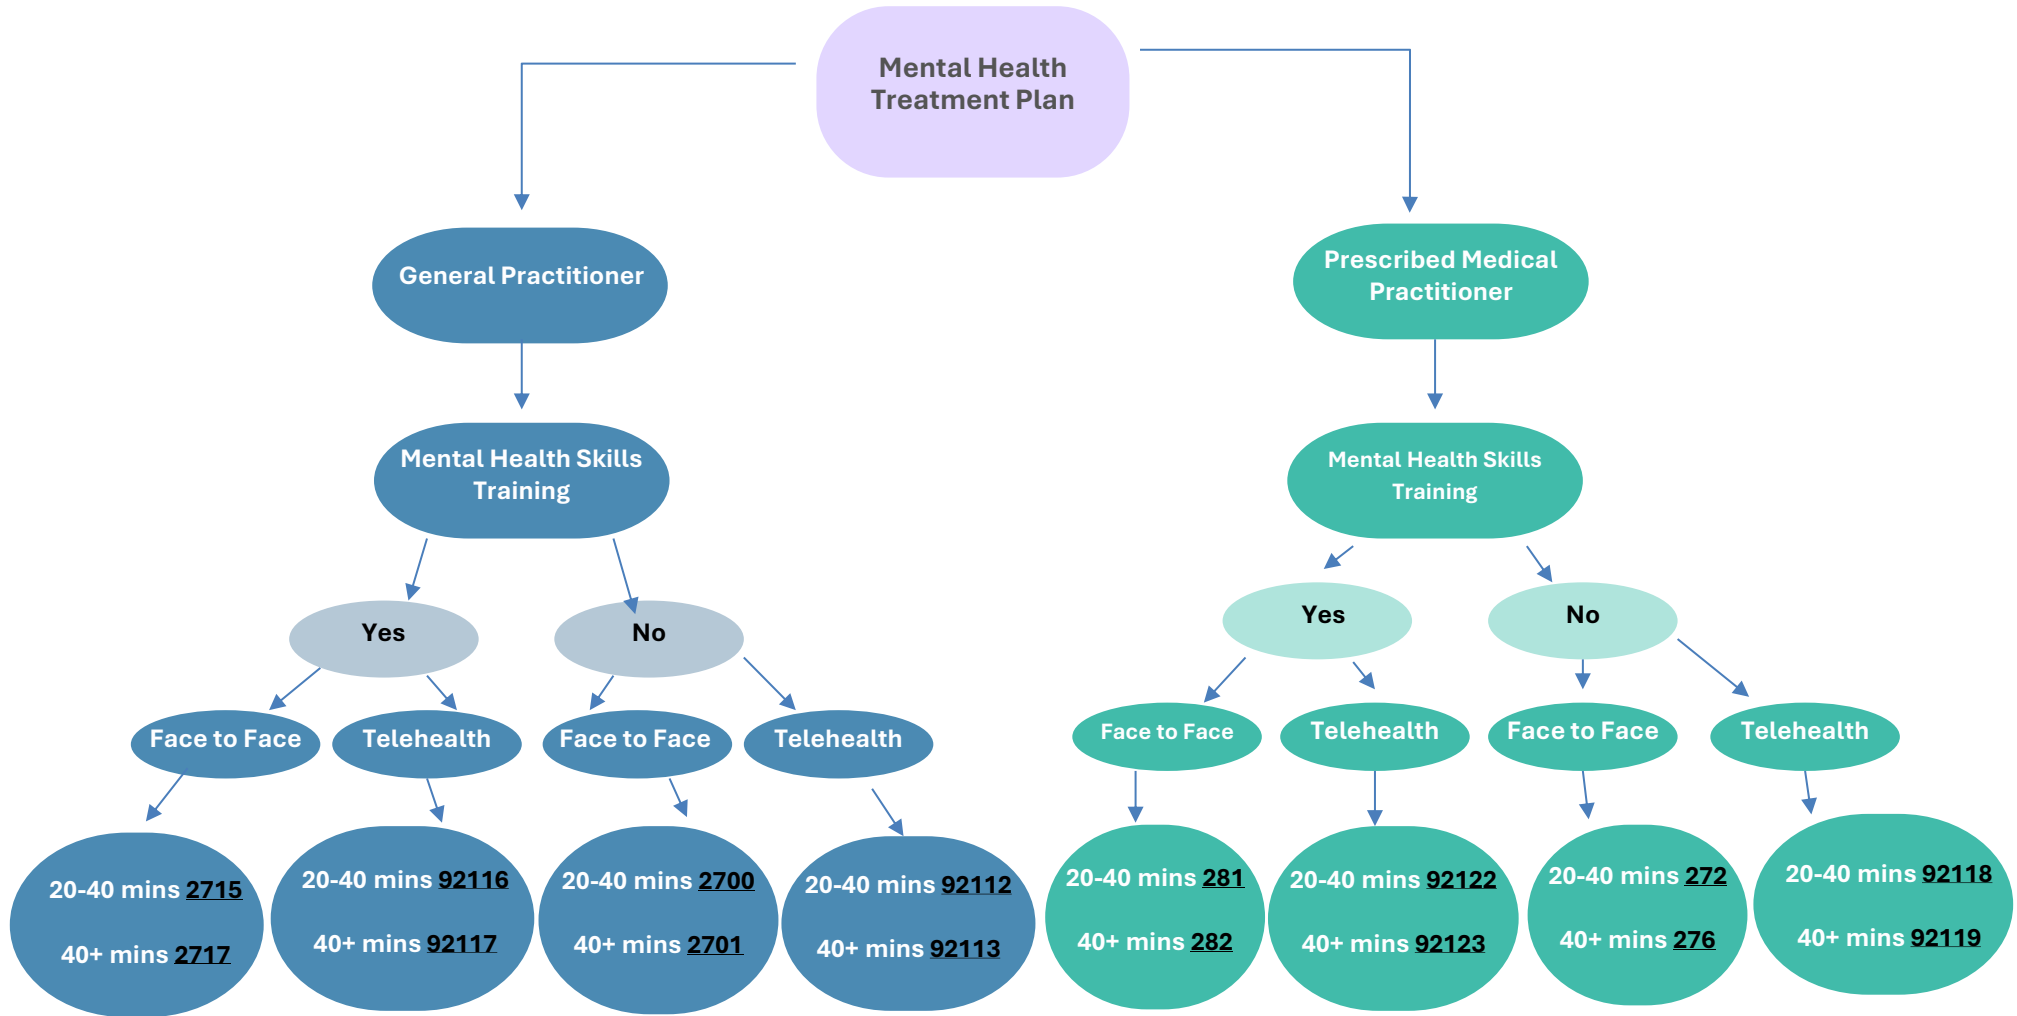 Mental Health
Treatment Plan
General Practitioner
Prescribed Medical
Practitioner
Mental Health Skills
Training
Mental Health Skills
Training
Yes
No
Yes
No
Face to Face
Telehealth
Face to Face
Telehealth
Face to Face
Telehealth
Face to Face
Telehealth
20-40 mins 2715
40+ mins 2717
20-40 mins 92116
40+ mins 92117
20-40 mins 2700
40+ mins 2701
20-40 mins 92112
40+ mins 92113
20-40 mins 281
40+ mins 282
20-40 mins 92122
40+ mins 92123
20-40 mins 272
40+ mins 276
20-40 mins 92118
40+ mins 92119